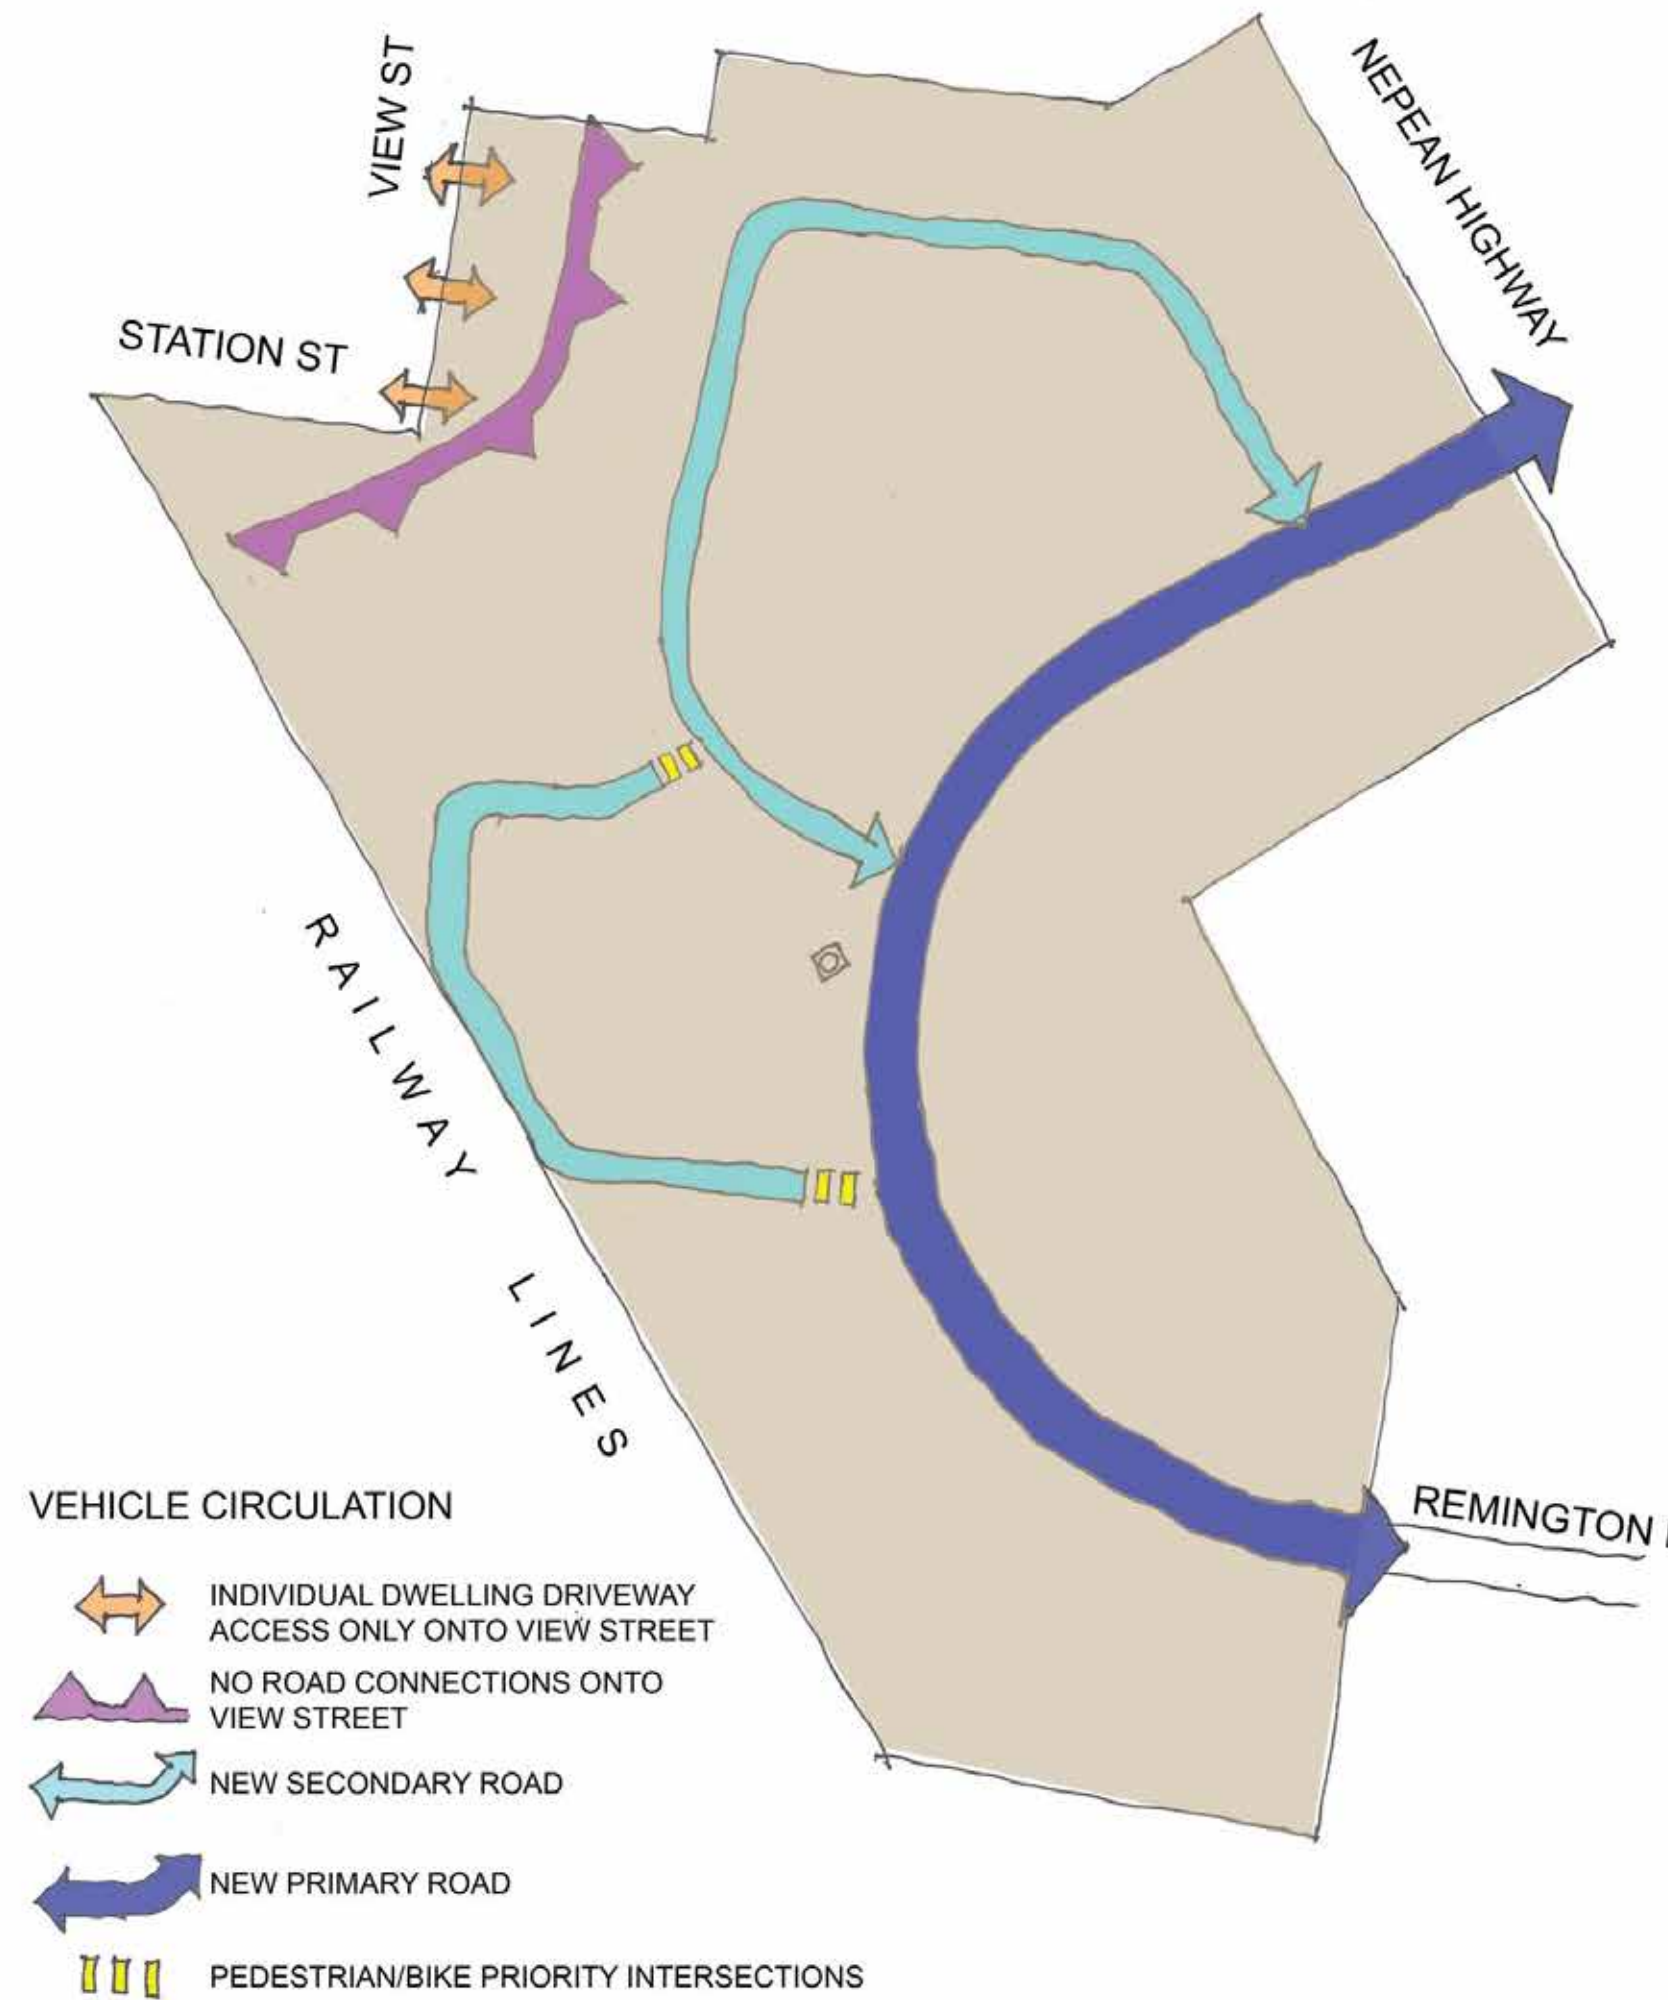 VIEW ST
NEPEAN HIGHWAY
STATION ST
RAILWAY LINES
REMINGTON
VEHICLE CIRCULATION
INDIVIDUAL DWELLING DRIVEWAY
ACCESS ONLY ONTO VIEW STREET
NO ROAD CONNECTIONS ONTO
VIEW STREET
NEW SECONDARY ROAD
NEW PRIMARY ROAD
PEDESTRIAN/BIKE PRIORITY INTERSECTIONS